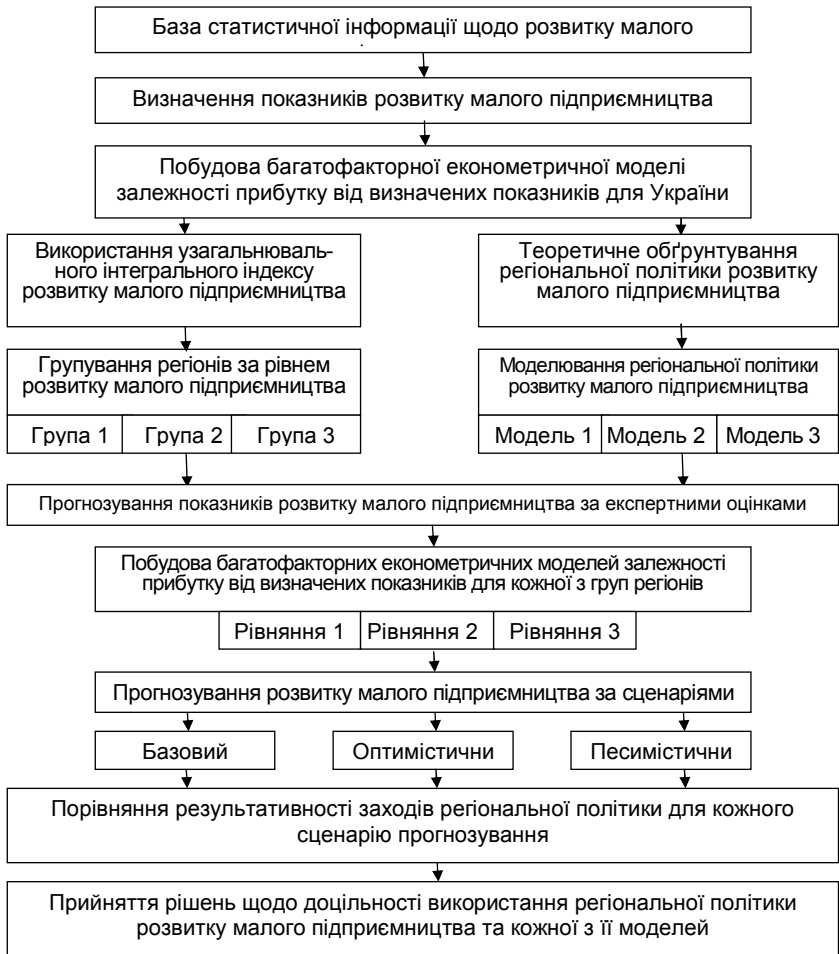 База статистичної інформації щодо розвитку малого
Визначення показників розвитку малого підприємництва
Побудова багатофакторної економетричної моделі
залежності прибутку від визначених показників для України
Використання узагальнюваль-
ного інтегрального індексу
розвитку малого підприємництва
Теоретичне обґрунтування
регіональної політики розвитку
малого підприємництва
Групування регіонів за рівнем
розвитку малого підприємництва
Група 1 Група 2 Група 3
Моделювання регіональної політики
розвитку малого підприємництва
Модель 1 Модель 2 Модель 3
Прогнозування показників розвитку малого підприємництва за експертними оцінками
Побудова багатофакторних економетричних моделей залежності
прибутку від визначених показників для кожної з груп регіонів
Рівняння 1 Рівняння 2 Рівняння 3
Прогнозування розвитку малого підприємництва за сценаріями
Базовий Оптимістични Песимістични
Порівняння результативності заходів регіональної політики для кожного
сценарію прогнозування
Прийняття рішень щодо доцільності використання регіональної політики
розвитку малого підприємництва та кожної з її моделей